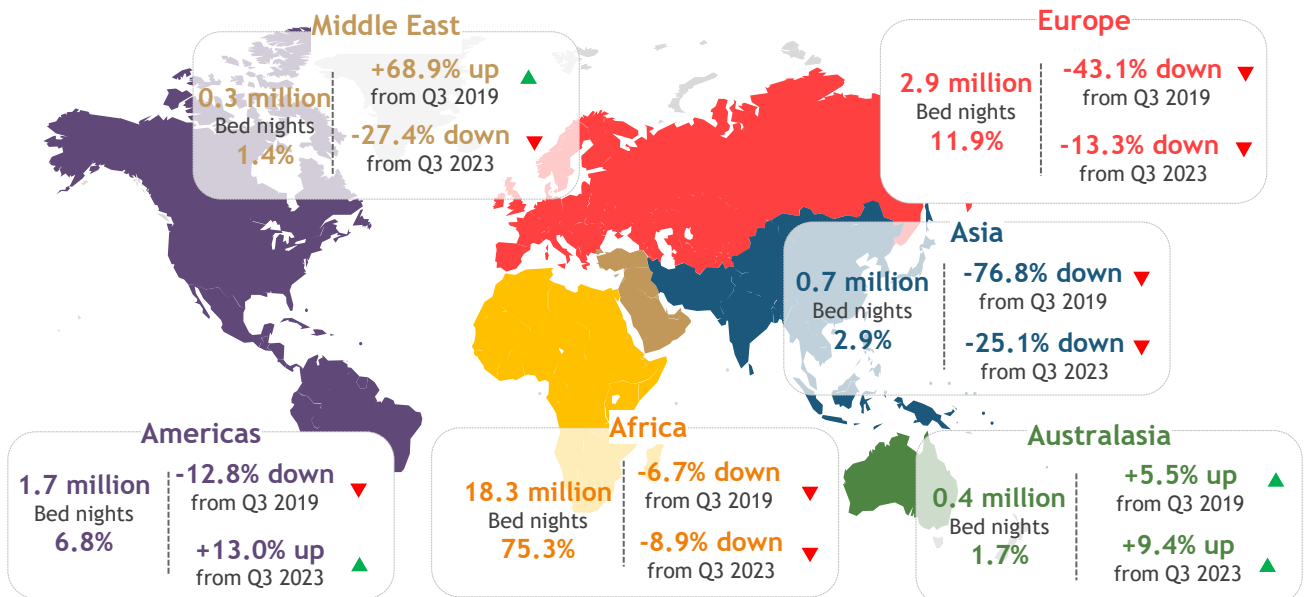 Middle East
0.3 million
Bed nights
1.4%
+68.9% up
from Q3 2019
-27.4% down
from Q3 2023
Europe
2.9 million
Bed nights
11.9%
-43.1% down
from Q3 2019
-13.3% down
from Q3 2023
Asia
0.7 million
Bed nights
2.9%
-76.8% down
from Q3 2019
-25.1% down
from Q3 2023
Americas
1.7 million
Bed nights
6.8%
-12.8% down
from Q3 2019
+13.0% up
from Q3 2023
Africa
18.3 million
Bed nights
75.3%
-6.7% down
from Q3 2019
-8.9% down
from Q3 2023
Australasia
0.4 million
Bed nights
1.7%
+5.5% up
from Q3 2019
+9.4% up
from Q3 2023